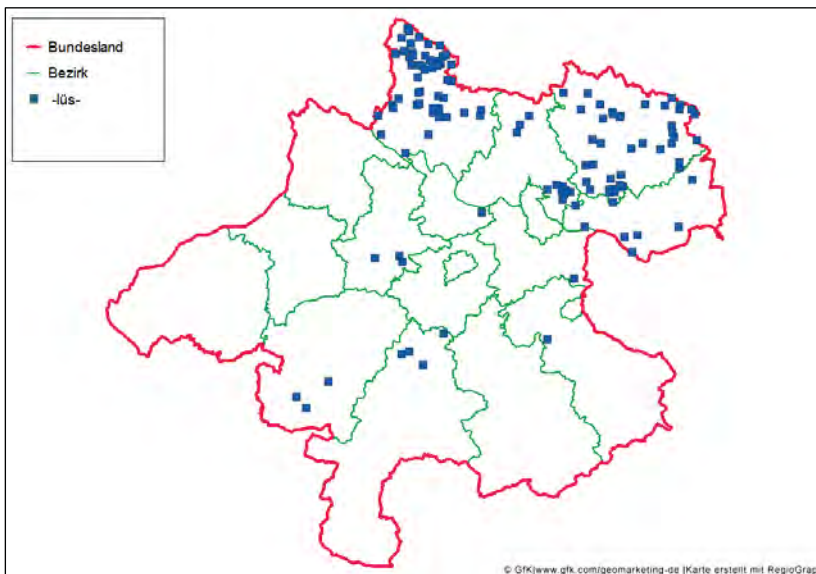 Bundesland
Bezirk
-lüs-
© GfK|www.gfk.com/geomarketing-de |Karte erstellt mit RegioGrap